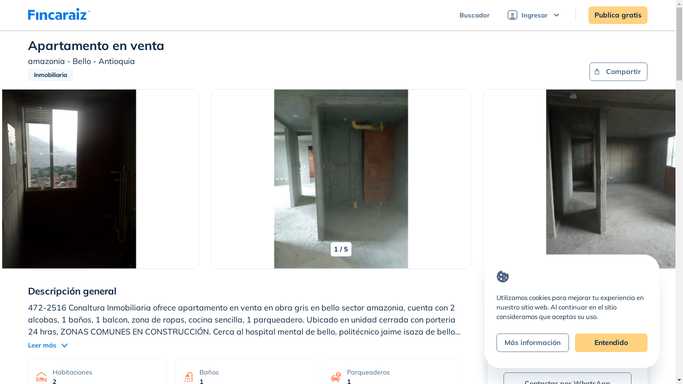 Fincaraiz
Buscador
Ingresar
Publica gratis
Apartamento en venta
amazonia - Bello - Antioquia
Inmobiliaria
Compartir
1 / 5
Descripción general
472-2516 Conaltura Inmobiliaria ofrece apartamento en venta en obra gris en bello sector amazonia, cuenta con 2
alcobas, 1 baños, 1 balcon, zona de ropas, cocina sencilla, 1 parqueadero. Ubicado en unidad cerrada con porteria
24 hras, ZONAS COMUNES EN CONSTRUCCIÓN. Cerca al hospital mental de bello, politécnico jaime isaza de bello...
Leer más
Habitaciones
2
Baños
1
Parqueaderos
1
Utilizamos cookies para mejorar tu experiencia en
nuestro sitio web. Al continuar en el sitio
consideramos que aceptas su uso.
Más información
Entendido
Contactar por WhatsApp